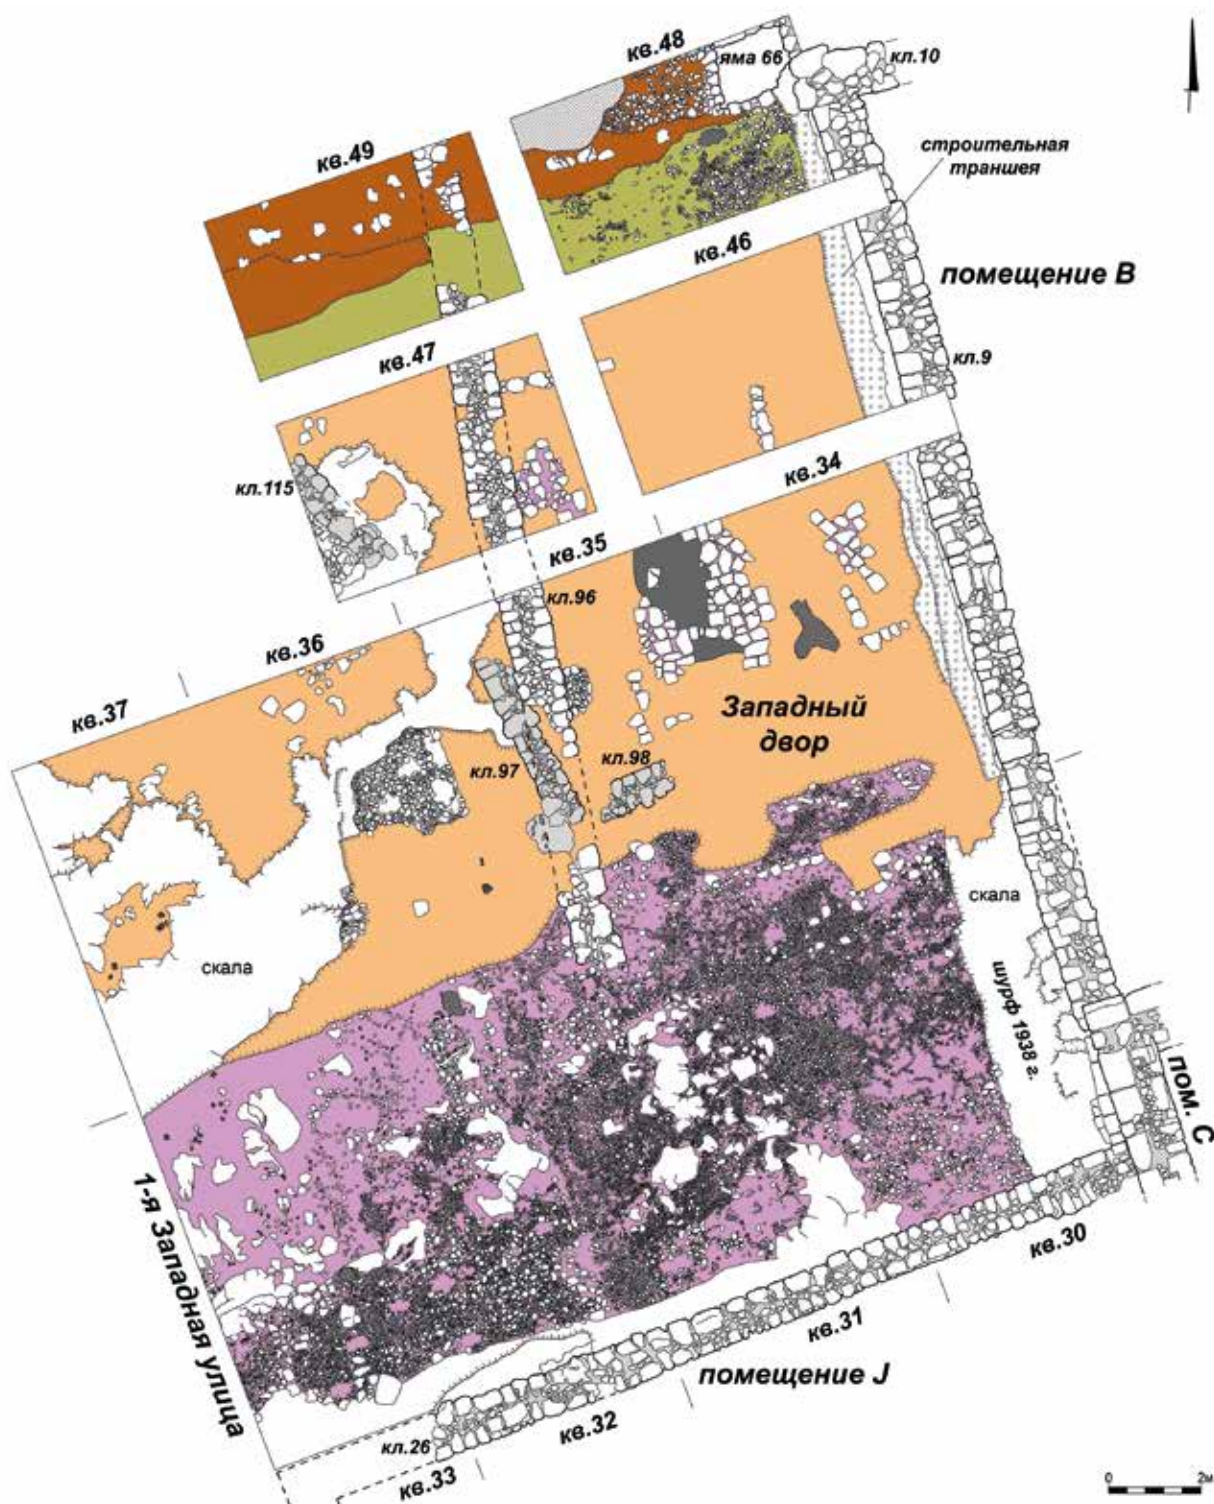 кв.48
яма 66
кл.10
кв.49
строительная
траншея
кв.46
помещение В
кв.47
кл.9
кв.34
кл.115
кв.35
кл.96
кв.36
кв.37
Западный
двор
кл.97
кл.98
скала
скала
шурф 1938 г.
пом. С
1-я Западная улица
кв.30
кв.31
помещение J
кв.32
кл.26
кв.33
0 2м